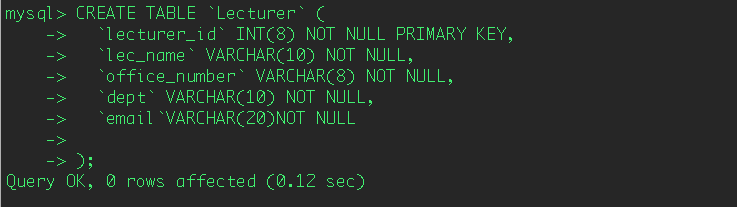 mysql> CREATE TABLE `Lecturer` (
    -> `lecturer_id` INT(8) NOT NULL PRIMARY KEY,
    -> `lec_name` VARCHAR(10) NOT NULL,
    -> `office_number` VARCHAR(8) NOT NULL,
    -> `dept` VARCHAR(10) NOT NULL,
    -> `email`VARCHAR(20)NOT NULL
    ->
    -> );
Query OK, 0 rows affected (0.12 sec)